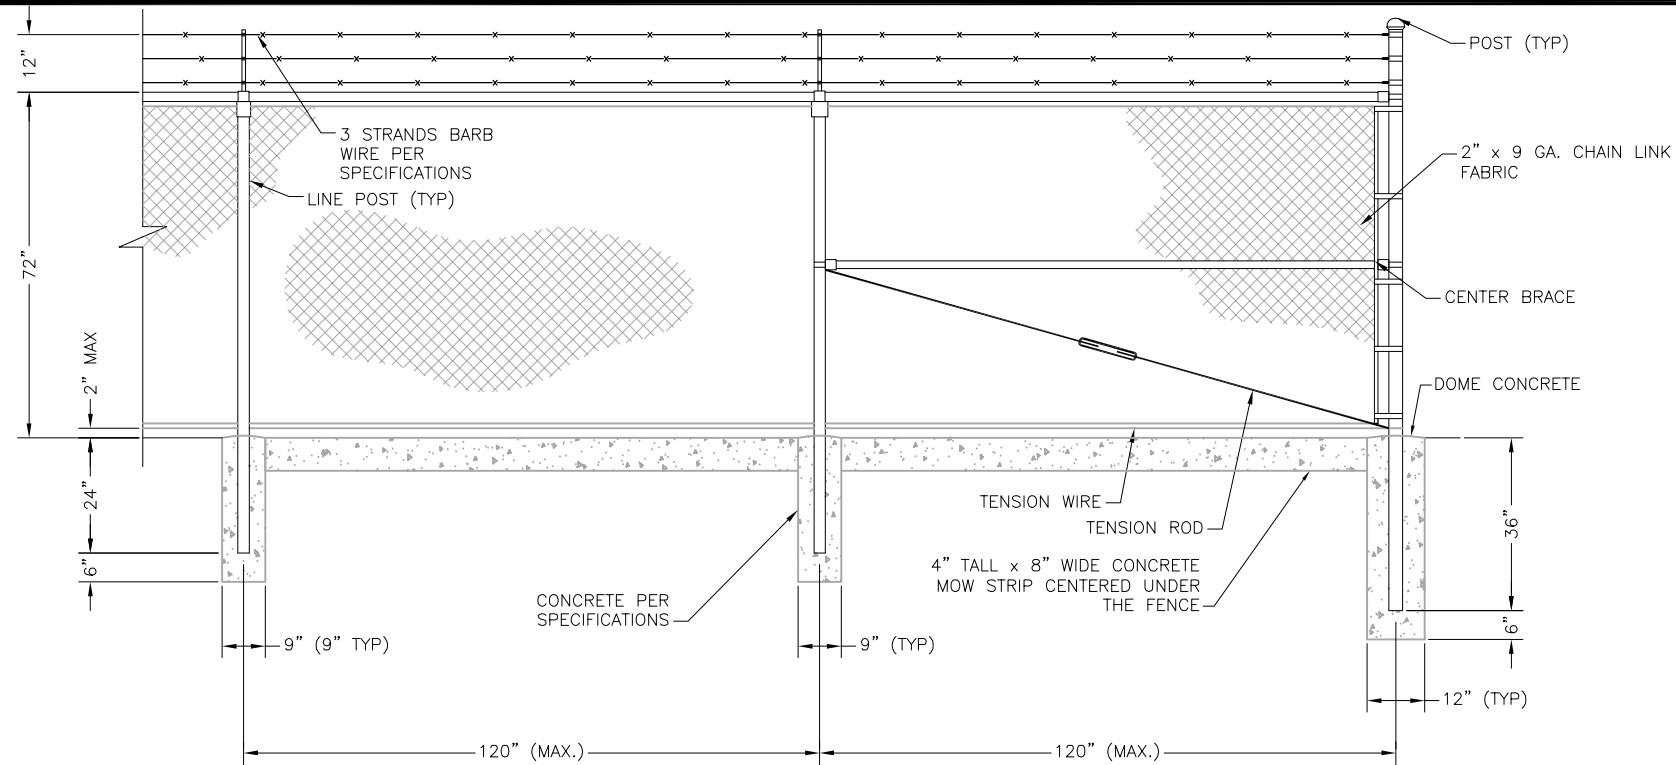 12"
POST (TYP)
3 STRANDS BARB
WIRE PER
SPECIFICATIONS
2" x 9 GA. CHAIN LINK
FABRIC
LINE POST (TYP)
72"
CENTER BRACE
2" MAX
DOME CONCRETE
24"
TENSION WIRE
TENSION ROD
36"
6"
4" TALL x 8" WIDE CONCRETE
MOW STRIP CENTERED UNDER
THE FENCE
CONCRETE PER
SPECIFICATIONS
6"
9" (9" TYP)
9" (TYP)
12" (TYP)
120" (MAX.)
120" (MAX.)